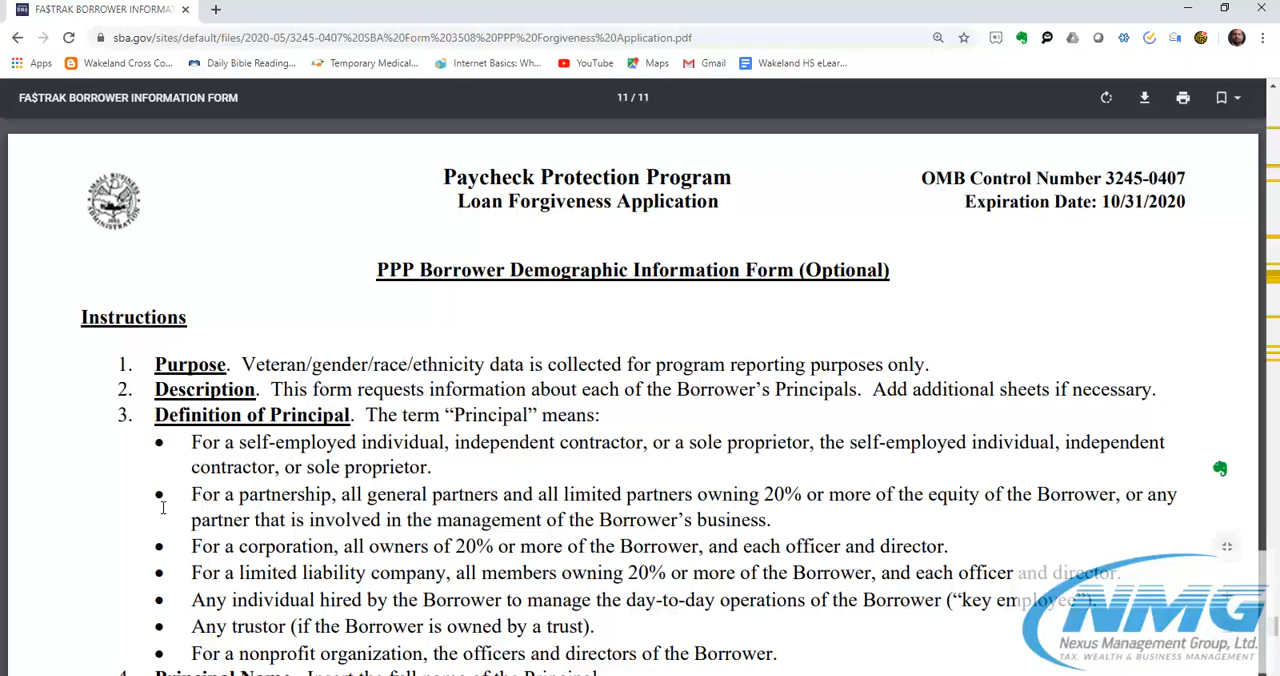 FA$TRAK BORROWER INFORMAT
sba.gov/sites/default/files/2020-05/3245-0407%20SBA%20Form%203508%20PPP%20Forgiveness%20Application.pdf
Apps Wakeland Cross Co... Daily Bible Reading... Temporary Medical... Internet Basics: Wh... YouTube Maps Gmail Wakeland HS eLear...
FA$TRAK BORROWER INFORMATION FORM 11 / 11
Paycheck Protection Program
Loan Forgiveness Application
OMB Control Number 3245-0407
Expiration Date: 10/31/2020
PPP Borrower Demographic Information Form (Optional)
Instructions
1. Purpose. Veteran/gender/race/ethnicity data is collected for program reporting purposes only.
2. Description. This form requests information about each of the Borrower’s Principals. Add additional sheets if necessary.
3. Definition of Principal. The term “Principal” means:
• For a self-employed individual, independent contractor, or a sole proprietor, the self-employed individual, independent
contractor, or sole proprietor.
• For a partnership, all general partners and all limited partners owning 20% or more of the equity of the Borrower, or any
partner that is involved in the management of the Borrower’s business.
• For a corporation, all owners of 20% or more of the Borrower, and each officer and director.
• For a limited liability company, all members owning 20% or more of the Borrower, and each officer and director.
• Any individual hired by the Borrower to manage the day-to-day operations of the Borrower (“key employee”).
• Any trustor (if the Borrower is owned by a trust).
• For a nonprofit organization, the officers and directors of the Borrower.
4. Principal Name. Insert the full name of the Principal.
NMG
Nexus Management Group, Ltd.
TAX, WEALTH & BUSINESS MANAGEMENT